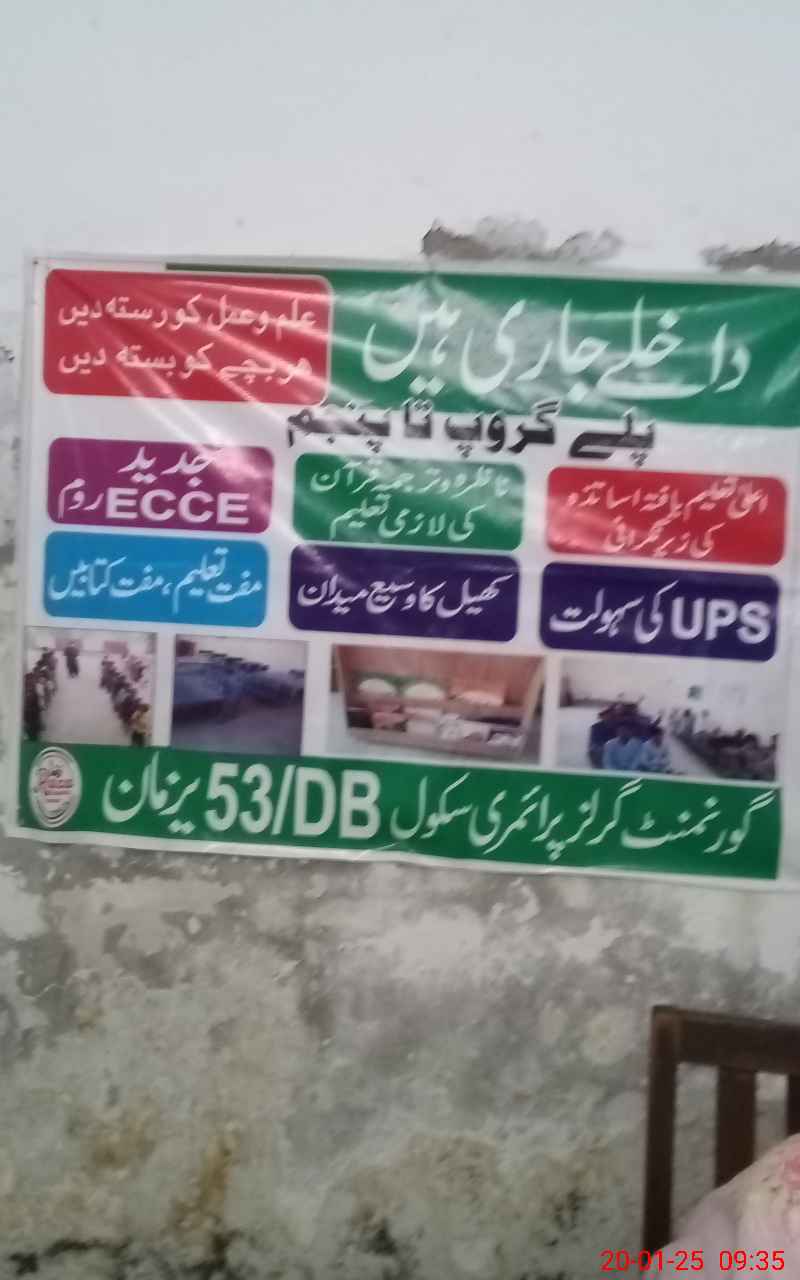 داخلے جاری ہیں
علم و عمل کو رستہ دیں
ہر بچے کو بستہ دیں
پلے گروپ تا پنجم
اعلیٰ تعلیم یافتہ اساتذہ
کی زیر نگرانی
ناظرہ و ترجمہ قرآن
کی لازمی تعلیم
جدید
ECCE روم
UPS کی سہولت
کھیل کا وسیع میدان
مفت تعلیم، مفت کتابیں
گورنمنٹ گرلز پرائمری سکول 53/DB یزمان
20-01-25 09:35